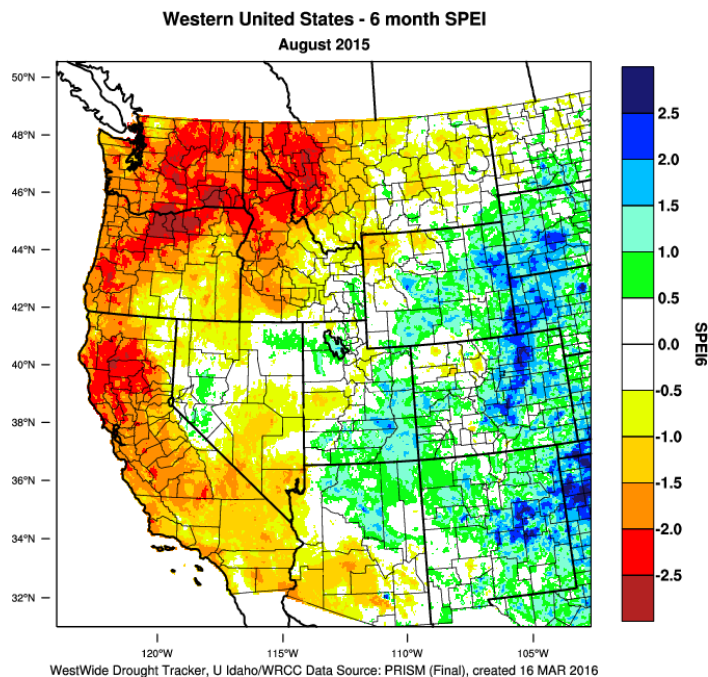 Western United States - 6 month SPEI
August 2015
50°N
48°N
46°N
44°N
42°N
40°N
38°N
36°N
34°N
32°N
120°W
115°W
110°W
105°W
2.5
2.0
1.5
1.0
0.5
0.0
-0.5
-1.0
-1.5
-2.0
-2.5
SPEI6
WestWide Drought Tracker, U Idaho/WRCC Data Source: PRISM (Final), created 16 MAR 2016